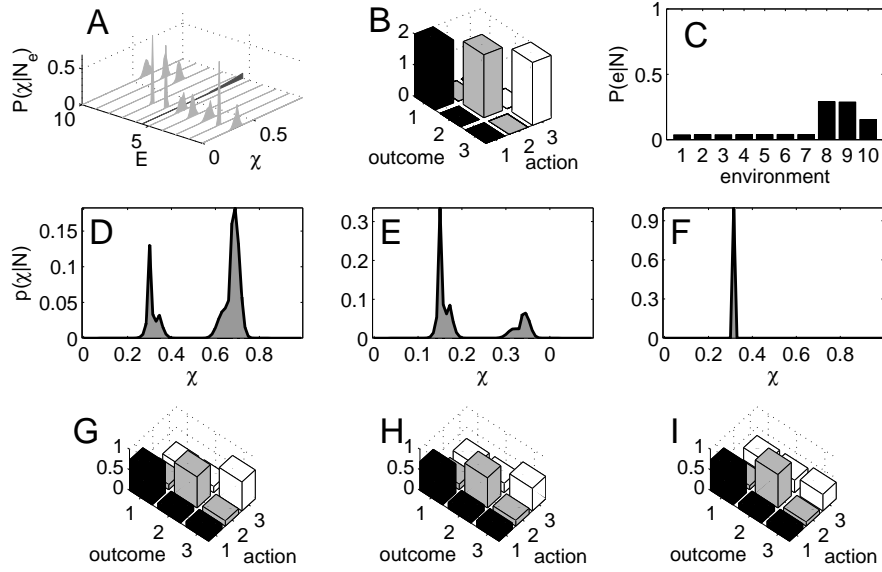 A
P(χ|Ne)
0.5
0
10
5
0
E
0.5
χ
B
2
1
0
1
2
3
outcome
1
2
3
action
C
P(e|N)
1
0.5
0
1 2 3 4 5 6 7 8 9 10
environment
D
p(χ|N)
0.15
0.1
0.05
0 0.2 0.4 0.6 0.8
χ
E
0.3
0.2
0.1
0
0 0.1 0.2 0.3 0
χ
F
0.9
0.6
0.3
0
0 0.2 0.4 0.6 0.8
χ
G
1
0.5
0
1
2
3
outcome
1
2
3
action
H
1
0.5
0
1
2
3
outcome
1
2
3
action
I
1
0.5
0
1
2
3
outcome
1
2
3
action